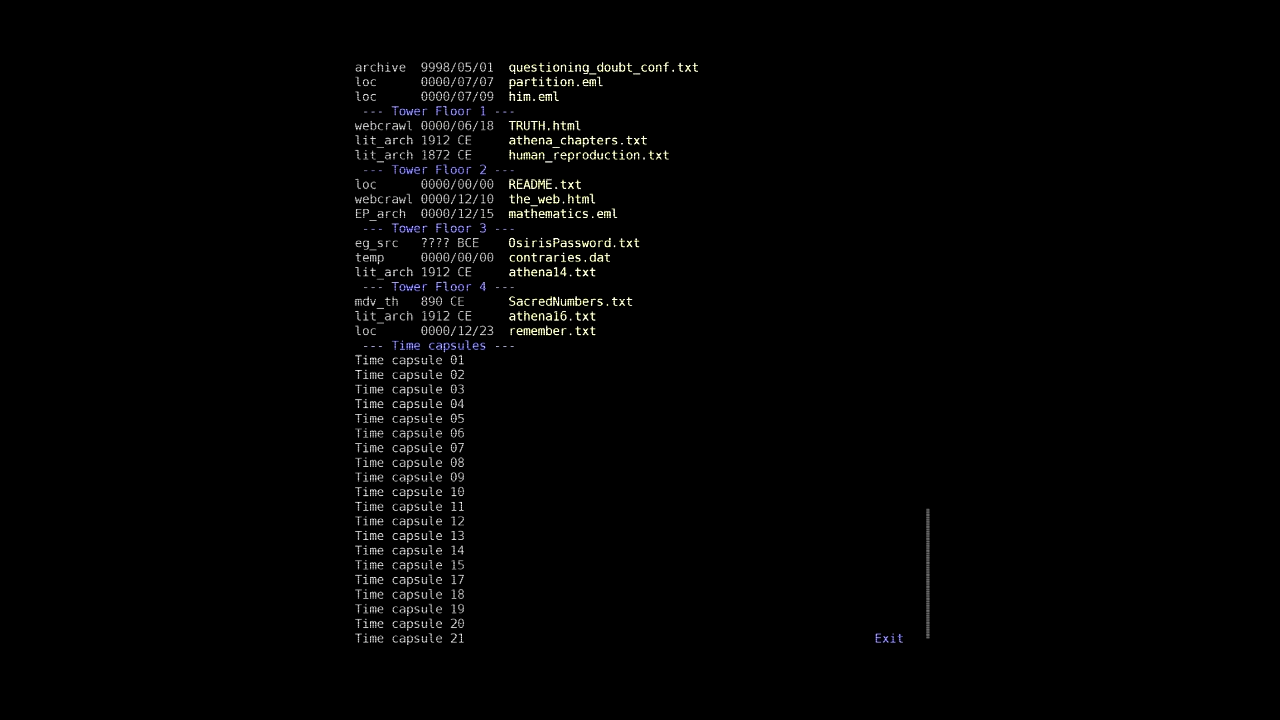 archive  9998/05/01  questioning_doubt_conf.txt
loc      0000/07/07  partition.eml
loc      0000/07/09  him.eml
 --- Tower Floor 1 ---
webcrawl 0000/06/18  TRUTH.html
lit_arch 1912 CE     athena_chapters.txt
lit_arch 1872 CE     human_reproduction.txt
 --- Tower Floor 2 ---
loc      0000/00/00  README.txt
webcrawl 0000/12/10  the_web.html
EP_arch  0000/12/15  mathematics.eml
 --- Tower Floor 3 ---
eg_src   ???? BCE    OsirisPassword.txt
temp     0000/00/00  contraries.dat
lit_arch 1912 CE     athena14.txt
 --- Tower Floor 4 ---
mdv_th   890 CE      SacredNumbers.txt
lit_arch 1912 CE     athena16.txt
loc      0000/12/23  remember.txt
 --- Time capsules ---
Time capsule 01
Time capsule 02
Time capsule 03
Time capsule 04
Time capsule 05
Time capsule 06
Time capsule 07
Time capsule 08
Time capsule 09
Time capsule 10
Time capsule 11
Time capsule 12
Time capsule 13
Time capsule 14
Time capsule 15
Time capsule 17
Time capsule 18
Time capsule 19
Time capsule 20
Time capsule 21
Exit